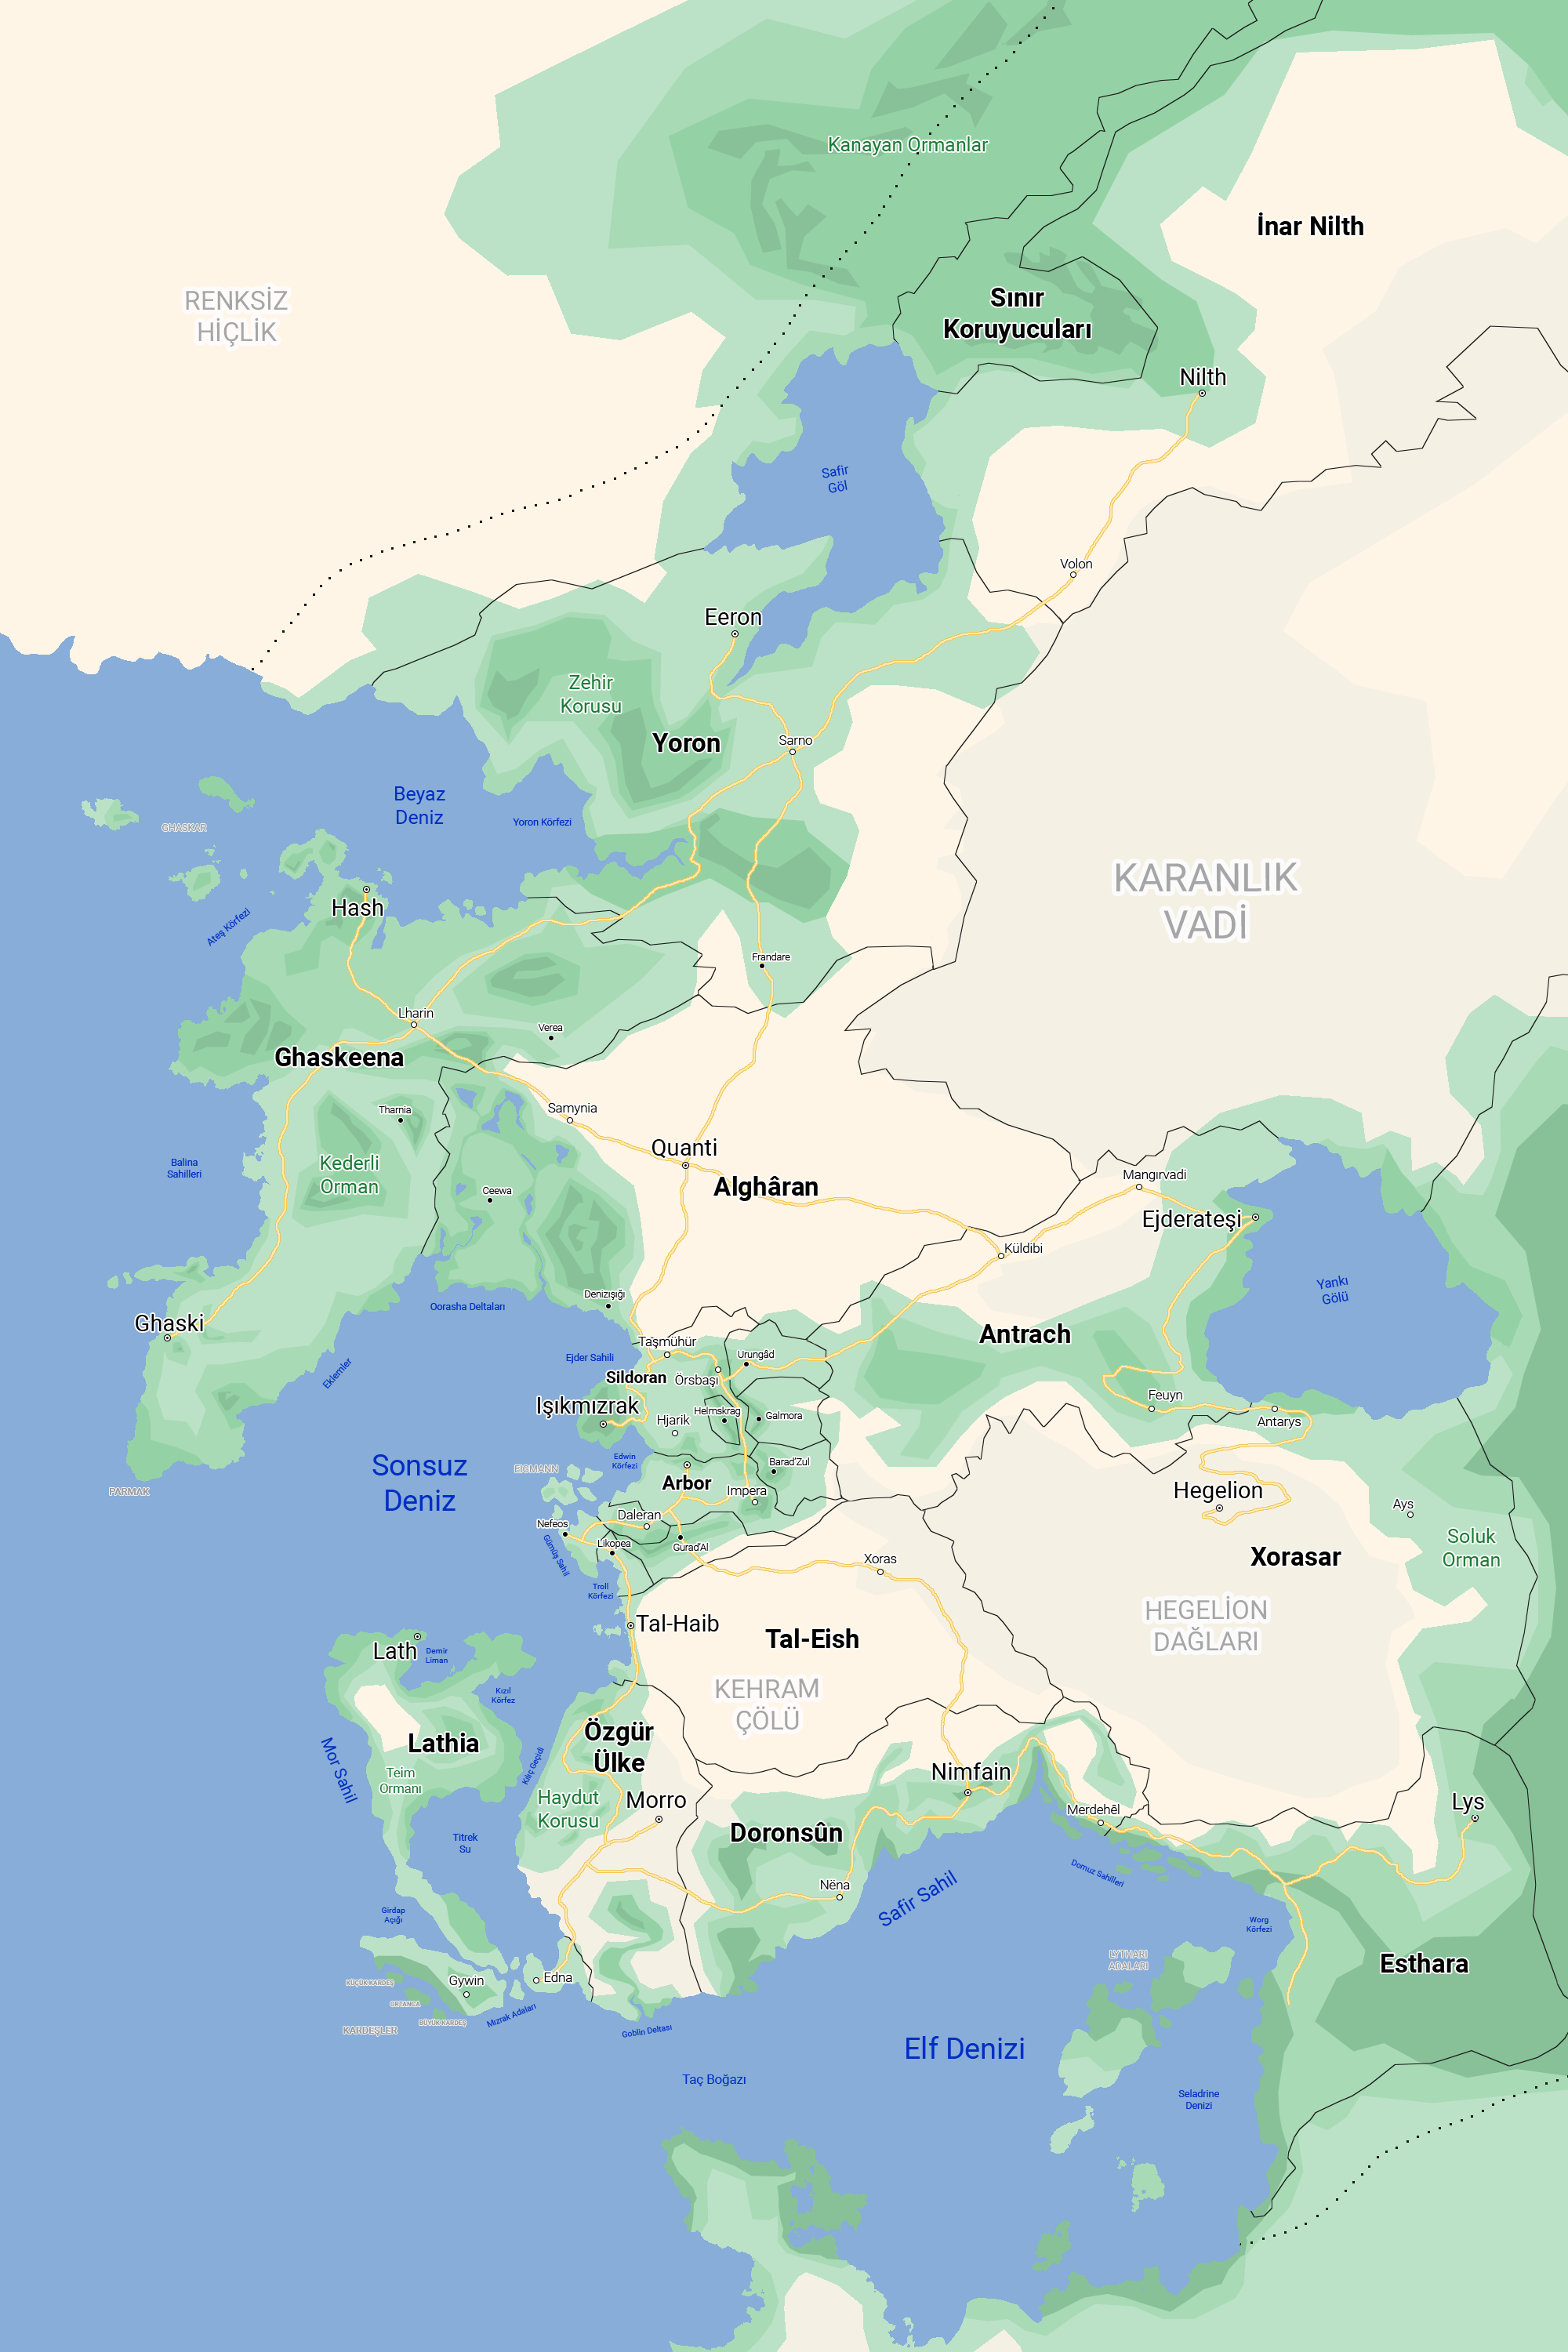 Kanayan Ormanlar
İnar Nilth
RENKSİZ
HİÇLİK
Sınır
Koruyucuları
Nilth
Safir
Göl
Volon
Eeron
Zehir
Korusu
Yoron
Sarno
Beyaz
Deniz
Yoron Körfezi
GHASKAR
KARANLIK
VADİ
Hash
Ateş Körfezi
Frandare
Lharin
Verea
Ghaskeena
Samynia
Tharnia
Quanti
Balina
Sahilleri
Kederli
Orman
Ceewa
Alghâran
Mangırvadi
Ejderateşi
Küldibi
Yankı
Gölü
Denizışığı
Oorasha Deltaları
Ghaski
Antrach
Taşmühür
Urungâd
Ejder Sahili
Eklemler
Sildoran
Örsbaşı
Feuyn
Işıkmızrak
Helmskrag
Galmora
Hjarik
Antarys
Sonsuz
Deniz
Edwin
Körfezi
EIGMANN
Barad'Zul
Arbor
PARMAK
Impera
Hegelion
Ays
Daleran
Nefeos
Likopea
Gurad'Al
Gümüş Sahil
Soluk
Orman
Xoras
Xorasar
Troll
Körfezi
HEGELİON
DAĞLARI
Tal-Haib
Tal-Eish
Lath
Demir
Liman
Kızıl
Körfez
KEHRAM
ÇÖLÜ
Özgür
Ülke
Lathia
Mor Sahil
Kılıç Geçidi
Teim
Ormanı
Nimfain
Haydut
Korusu
Morro
Merdehêl
Lys
Doronsûn
Titrek
Su
Domuz Sahilleri
Nëna
Safir Sahil
Girdap
Açığı
Worg
Körfezi
LYTHARI
ADALARI
Esthara
Gywin
Edna
KÜÇÜK KARDEŞ
ORTANCA
BÜYÜK KARDEŞ
KARDEŞLER
Mızrak Adaları
Goblin Deltası
Elf Denizi
Taç Boğazı
Seladrine
Denizi